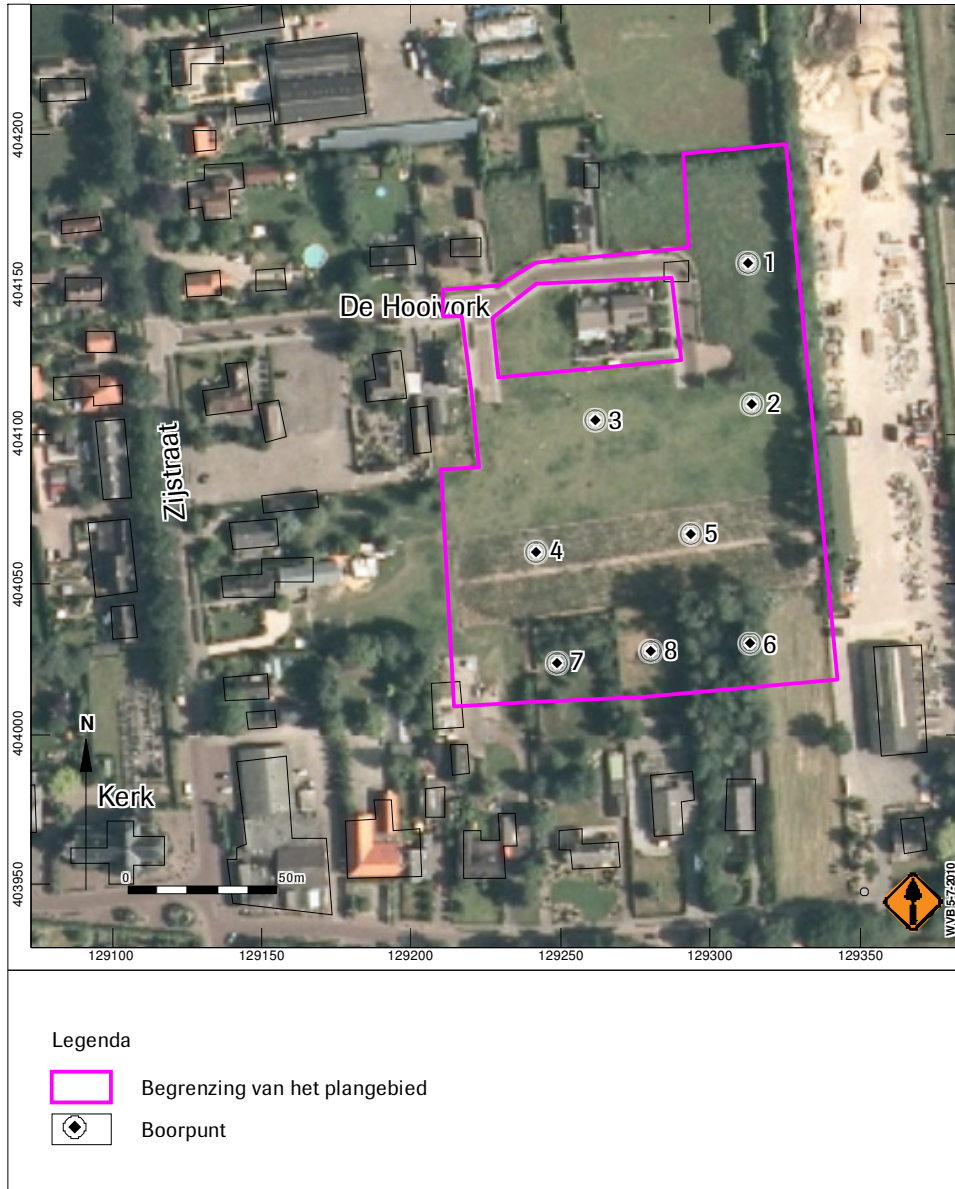 404200
404150
404100
404050
404000
403950
1
De Hooivork
2
3
Zijstraat
5
4
8
6
7
N
Kerk
0
50m
W.VB 5-7-2010
129100
129150
129200
129250
129300
129350
Legenda
Begrenzing van het plangebied
Boorpunt